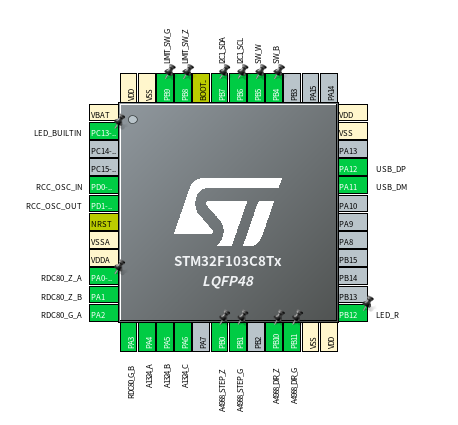 LIMIT_SW_G
LIMIT_SW_Z
I2C1_SDA
I2C1_SCL
SW_W
SW_B
VDD
VSS
PB9
PB8
BOOT..
PB7
PB6
PB5
PB4
PB3
PA15
PA14
VBAT
VDD
LED_BUILTIN
PC13-..
VSS
PC14-..
PA13
PC15-..
PA12
USB_DP
RCC_OSC_IN
PD0-..
PA11
USB_DM
RCC_OSC_OUT
PD1-..
PA10
NRST
PA9
VSSA
PA8
VDDA
PB15
RDC80_Z_A
PA0-..
PB14
RDC80_Z_B
PA1
PB13
RDC80_G_A
PA2
PB12
LED_R
STM32F103C8Tx
LQFP48
PA3
PA4
PA5
PA6
PA7
PB0
PB1
PB2
PB10
PB11
VSS
VDD
RDC80_G_B
A1324_A
A1324_B
A1324_C
A4988_STEP_Z
A4988_STEP_G
A4988_DIR_Z
A4988_DIR_G